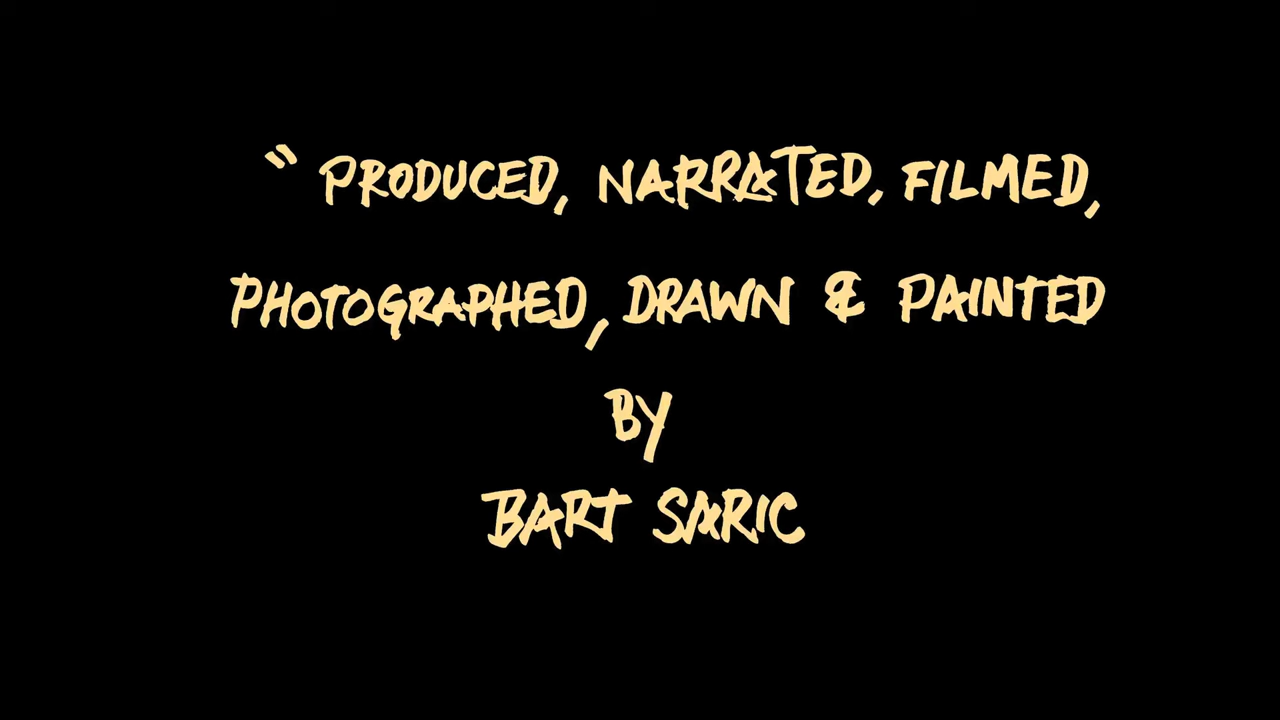 " PRODUCED, NARRATED, FILMED,
PHOTOGRAPHED, DRAWN & PAINTED
BY
BART SARIC